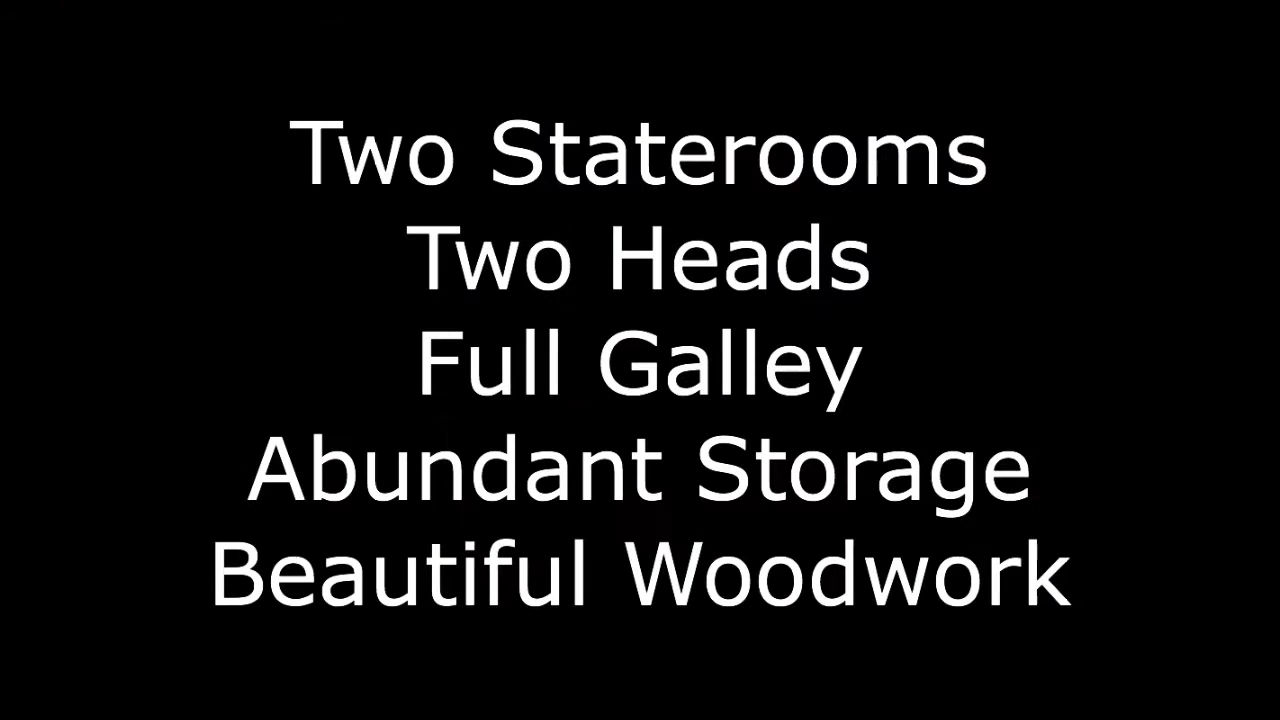 Two Staterooms
Two Heads
Full Galley
Abundant Storage
Beautiful Woodwork